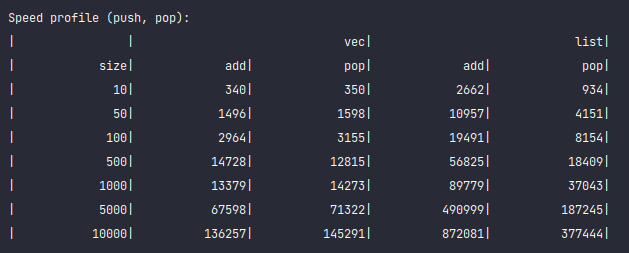 Speed profile (push, pop):
| | vec| list|
| size| add| pop| add| pop|
| 10| 340| 350| 2662| 934|
| 50| 1496| 1598| 10957| 4151|
| 100| 2964| 3155| 19491| 8154|
| 500| 14728| 12815| 56825| 18409|
| 1000| 13379| 14273| 89779| 37043|
| 5000| 67598| 71322| 490999| 187245|
| 10000| 136257| 145291| 872081| 377444|